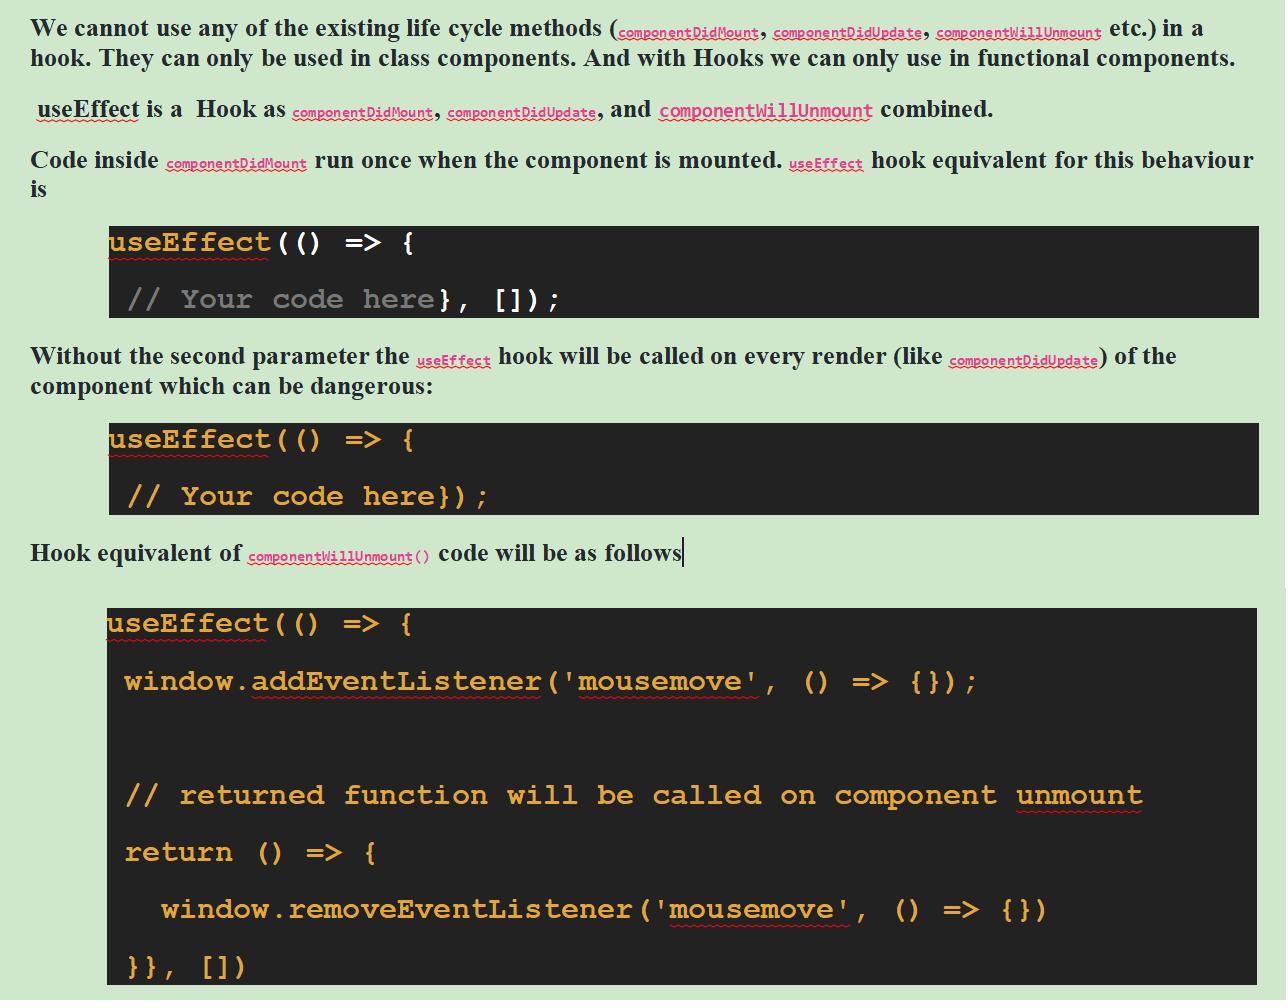 We cannot use any of the existing life cycle methods (componentDidMount, componentDidUpdate, componentWillUnmount etc.) in a
hook. They can only be used in class components. And with Hooks we can only use in functional components.
useEffect is a  Hook as componentDidMount, componentDidUpdate, and componentWillUnmount combined.
Code inside componentDidMount run once when the component is mounted. useEffect hook equivalent for this behaviour
is
useEffect(() => {
 // Your code here}, []);
Without the second parameter the useEffect hook will be called on every render (like componentDidUpdate) of the
component which can be dangerous:
useEffect(() => {
 // Your code here});
Hook equivalent of componentWillUnmount() code will be as follows
useEffect(() => {
 window.addEventListener('mousemove', () => {});
 // returned function will be called on component unmount
 return () => {
   window.removeEventListener('mousemove', () => {})
 }}, [])